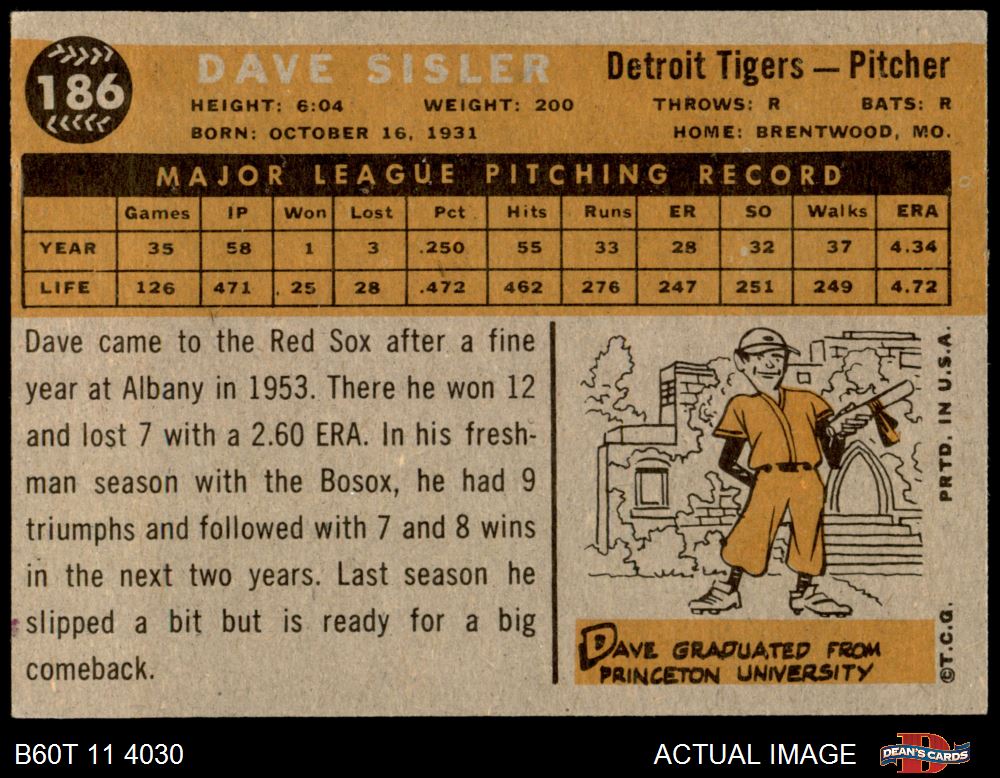 186
DAVE SISLER
Detroit Tigers — Pitcher
HEIGHT: 6:04 WEIGHT: 200 THROWS: R BATS: R
BORN: OCTOBER 16, 1931 HOME: BRENTWOOD, MO.
MAJOR LEAGUE PITCHING RECORD
Games IP Won Lost Pct Hits Runs ER SO Walks ERA
YEAR 35 58 1 3 .250 55 33 28 32 37 4.34
LIFE 126 471 25 28 .472 462 276 247 251 249 4.72
Dave came to the Red Sox after a fine
year at Albany in 1953. There he won 12
and lost 7 with a 2.60 ERA. In his fresh-
man season with the Bosox, he had 9
triumphs and followed with 7 and 8 wins
in the next two years. Last season he
slipped a bit but is ready for a big
comeback.
DAVE GRADUATED FROM
PRINCETON UNIVERSITY
PRTD. IN U.S.A.
©T.C.G.
B60T 11 4030
ACTUAL IMAGE
DEAN'S CARDS